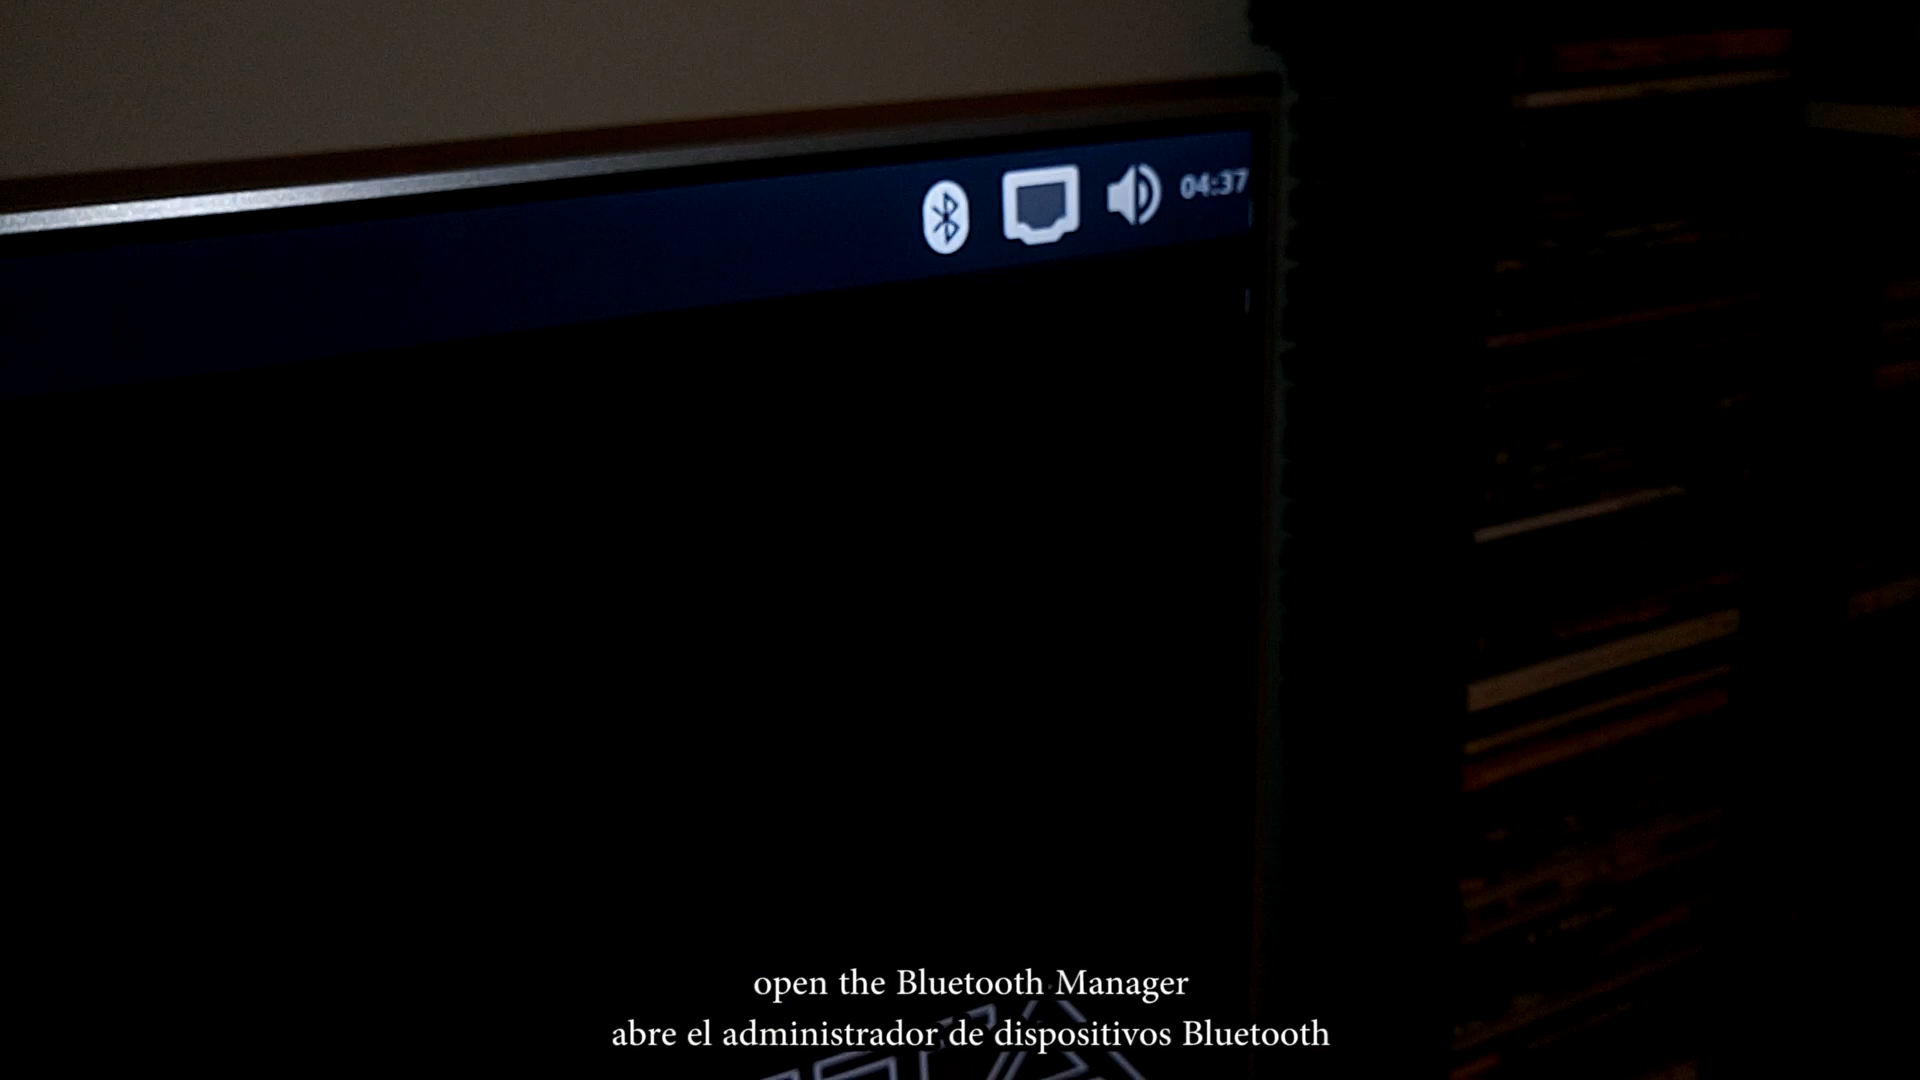 04:37
open the Bluetooth Manager
abre el administrador de dispositivos Bluetooth